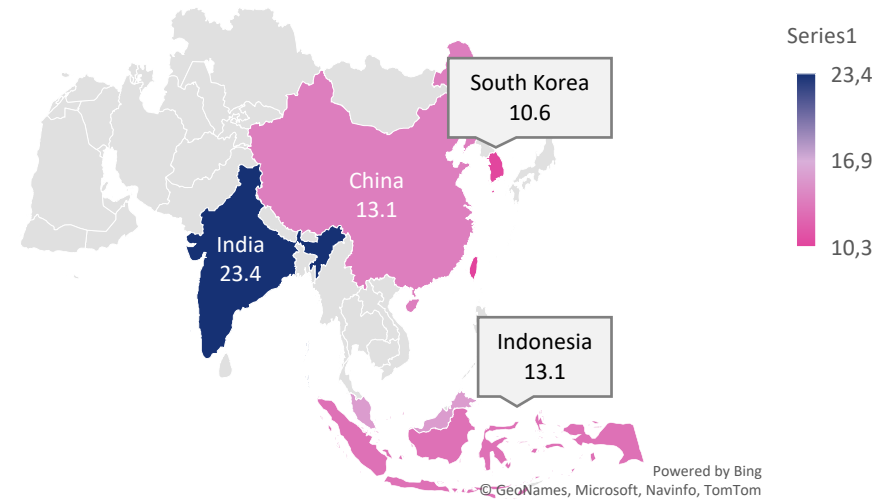 Series1
23,4
16,9
10,3
South Korea
10.6
China
13.1
India
23.4
Indonesia
13.1
Powered by Bing
© GeoNames, Microsoft, Navinfo, TomTom